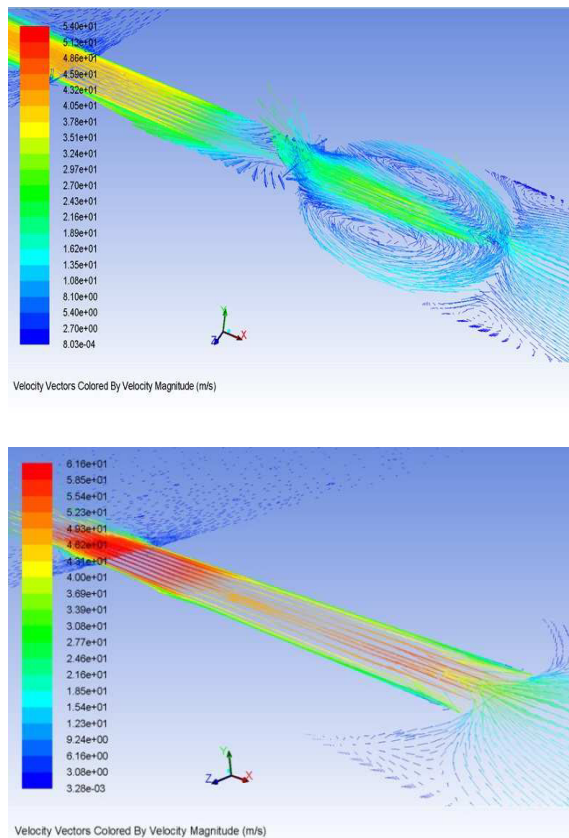 5.40e+01
5.13e+01
4.86e+01
4.59e+01
4.32e+01
4.05e+01
3.78e+01
3.51e+01
3.24e+01
2.97e+01
2.70e+01
2.43e+01
2.16e+01
1.89e+01
1.62e+01
1.35e+01
1.08e+01
8.10e+00
5.40e+00
2.70e+00
8.03e-04
Y
Z X
Velocity Vectors Colored By Velocity Magnitude (m/s)
6.16e+01
5.85e+01
5.54e+01
5.23e+01
4.93e+01
4.62e+01
4.31e+01
4.00e+01
3.69e+01
3.39e+01
3.08e+01
2.77e+01
2.46e+01
2.16e+01
1.85e+01
1.54e+01
1.23e+01
9.24e+00
6.16e+00
3.08e+00
3.28e-03
Y
Z X
Velocity Vectors Colored By Velocity Magnitude (m/s)